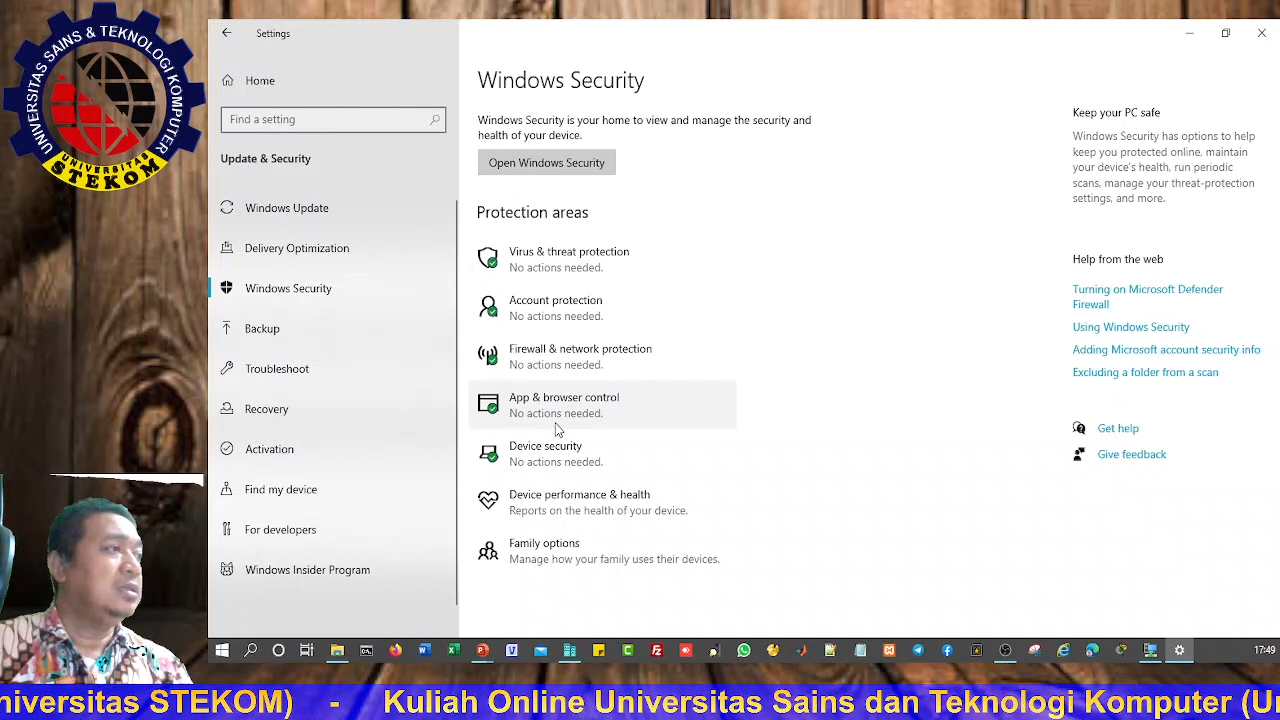 UNIVERSITAS SAINS & TEKNOLOGI KOMPUTER
UNIVERSITAS
STEKOM
Settings
Home
Find a setting
Update & Security
Windows Update
Delivery Optimization
Windows Security
Backup
Troubleshoot
Recovery
Activation
Find my device
For developers
Windows Insider Program
Windows Security
Windows Security is your home to view and manage the security and
health of your device.
Open Windows Security
Protection areas
Virus & threat protection
No actions needed.
Account protection
No actions needed.
Firewall & network protection
No actions needed.
App & browser control
No actions needed.
Device security
No actions needed.
Device performance & health
Reports on the health of your device.
Family options
Manage how your family uses their devices.
Keep your PC safe
Windows Security has options to help
keep you protected online, maintain
your device's health, run periodic
scans, manage your threat-protection
settings, and more.
Help from the web
Turning on Microsoft Defender
Firewall
Using Windows Security
Adding Microsoft account security info
Excluding a folder from a scan
Get help
Give feedback
17:49
niversitas STEKOM) - Kuliah Online Universitas Sains dan Teknologi Komputer (U